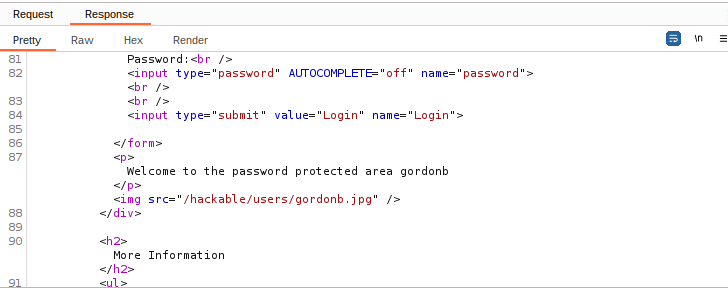 Request Response
Pretty Raw Hex Render \n
81 Password:<br />
82 <input type="password" AUTOCOMPLETE="off" name="password">
<br />
83 <br />
84 <input type="submit" value="Login" name="Login">
85
86 </form>
87 <p>
Welcome to the password protected area gordonb
</p>
<img src="/hackable/users/gordonb.jpg" />
88 </div>
89
90 <h2>
More Information
</h2>
91 <ul>